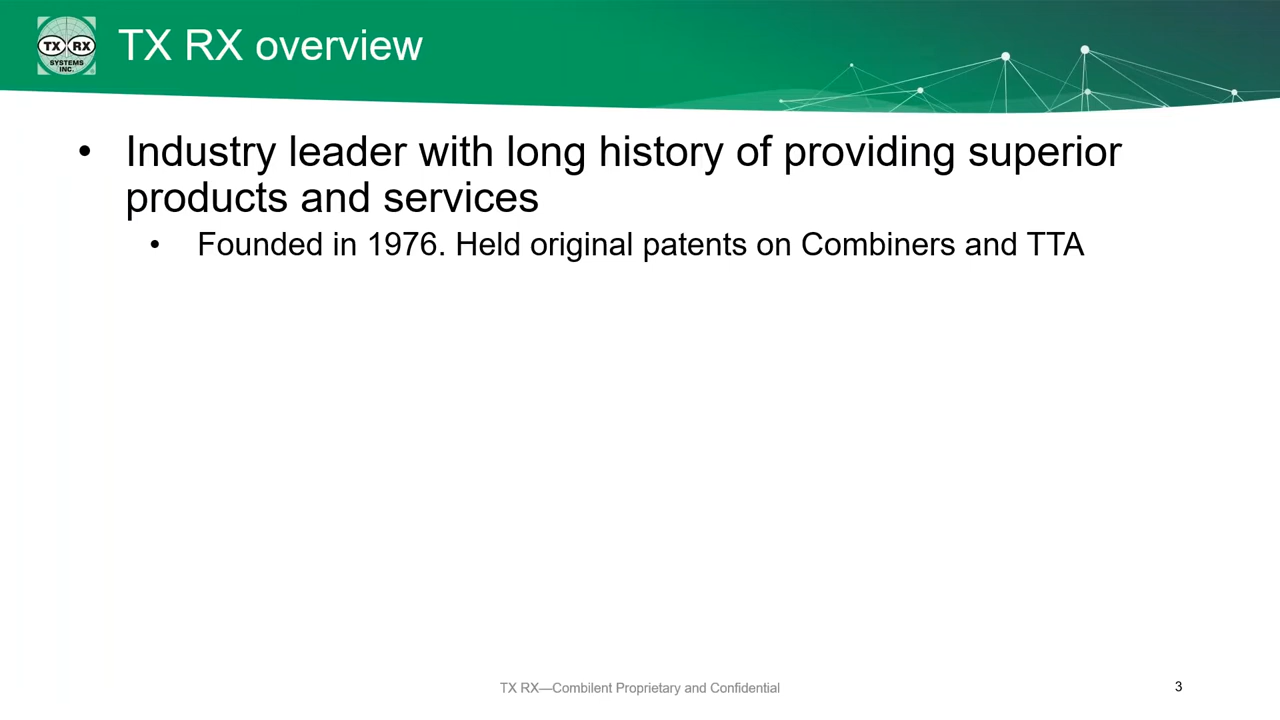 TX RX
SYSTEMS
INC.
TX RX overview
• Industry leader with long history of providing superior
products and services
• Founded in 1976. Held original patents on Combiners and TTA
TX RX—Combilent Proprietary and Confidential
3